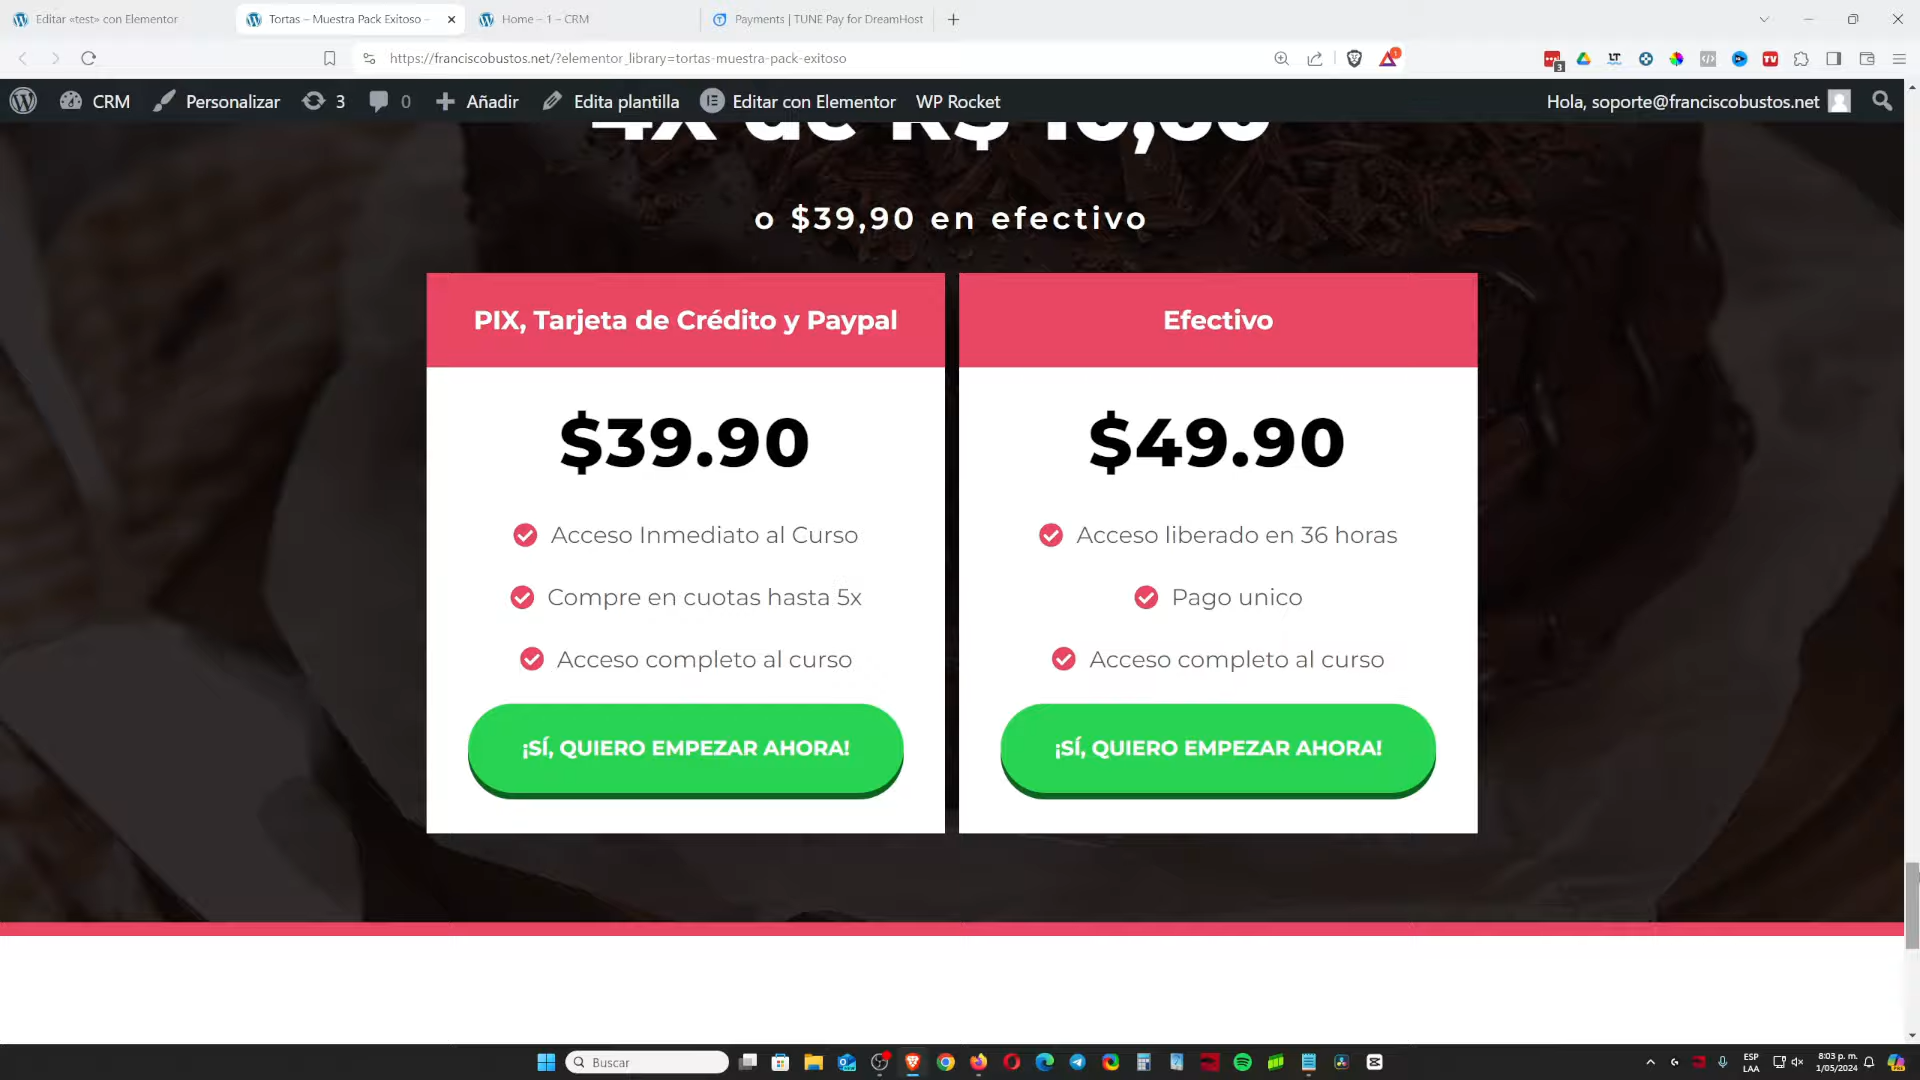 Editar «test» con Elementor
Tortas – Muestra Pack Exitoso –
Home – 1 – CRM
Payments | TUNE Pay for DreamHost
https://franciscobustos.net/?elementor_library=tortas-muestra-pack-exitoso
CRM
Personalizar
3
0
Añadir
Edita plantilla
Editar con Elementor
WP Rocket
Hola, soporte@franciscobustos.net
o $39,90 en efectivo
PIX, Tarjeta de Crédito y Paypal
$39.90
Acceso Inmediato al Curso
Compre en cuotas hasta 5x
Acceso completo al curso
¡SÍ, QUIERO EMPEZAR AHORA!
Efectivo
$49.90
Acceso liberado en 36 horas
Pago unico
Acceso completo al curso
¡SÍ, QUIERO EMPEZAR AHORA!
Buscar
ESP
LAA
8:03 p. m.
1/05/2024